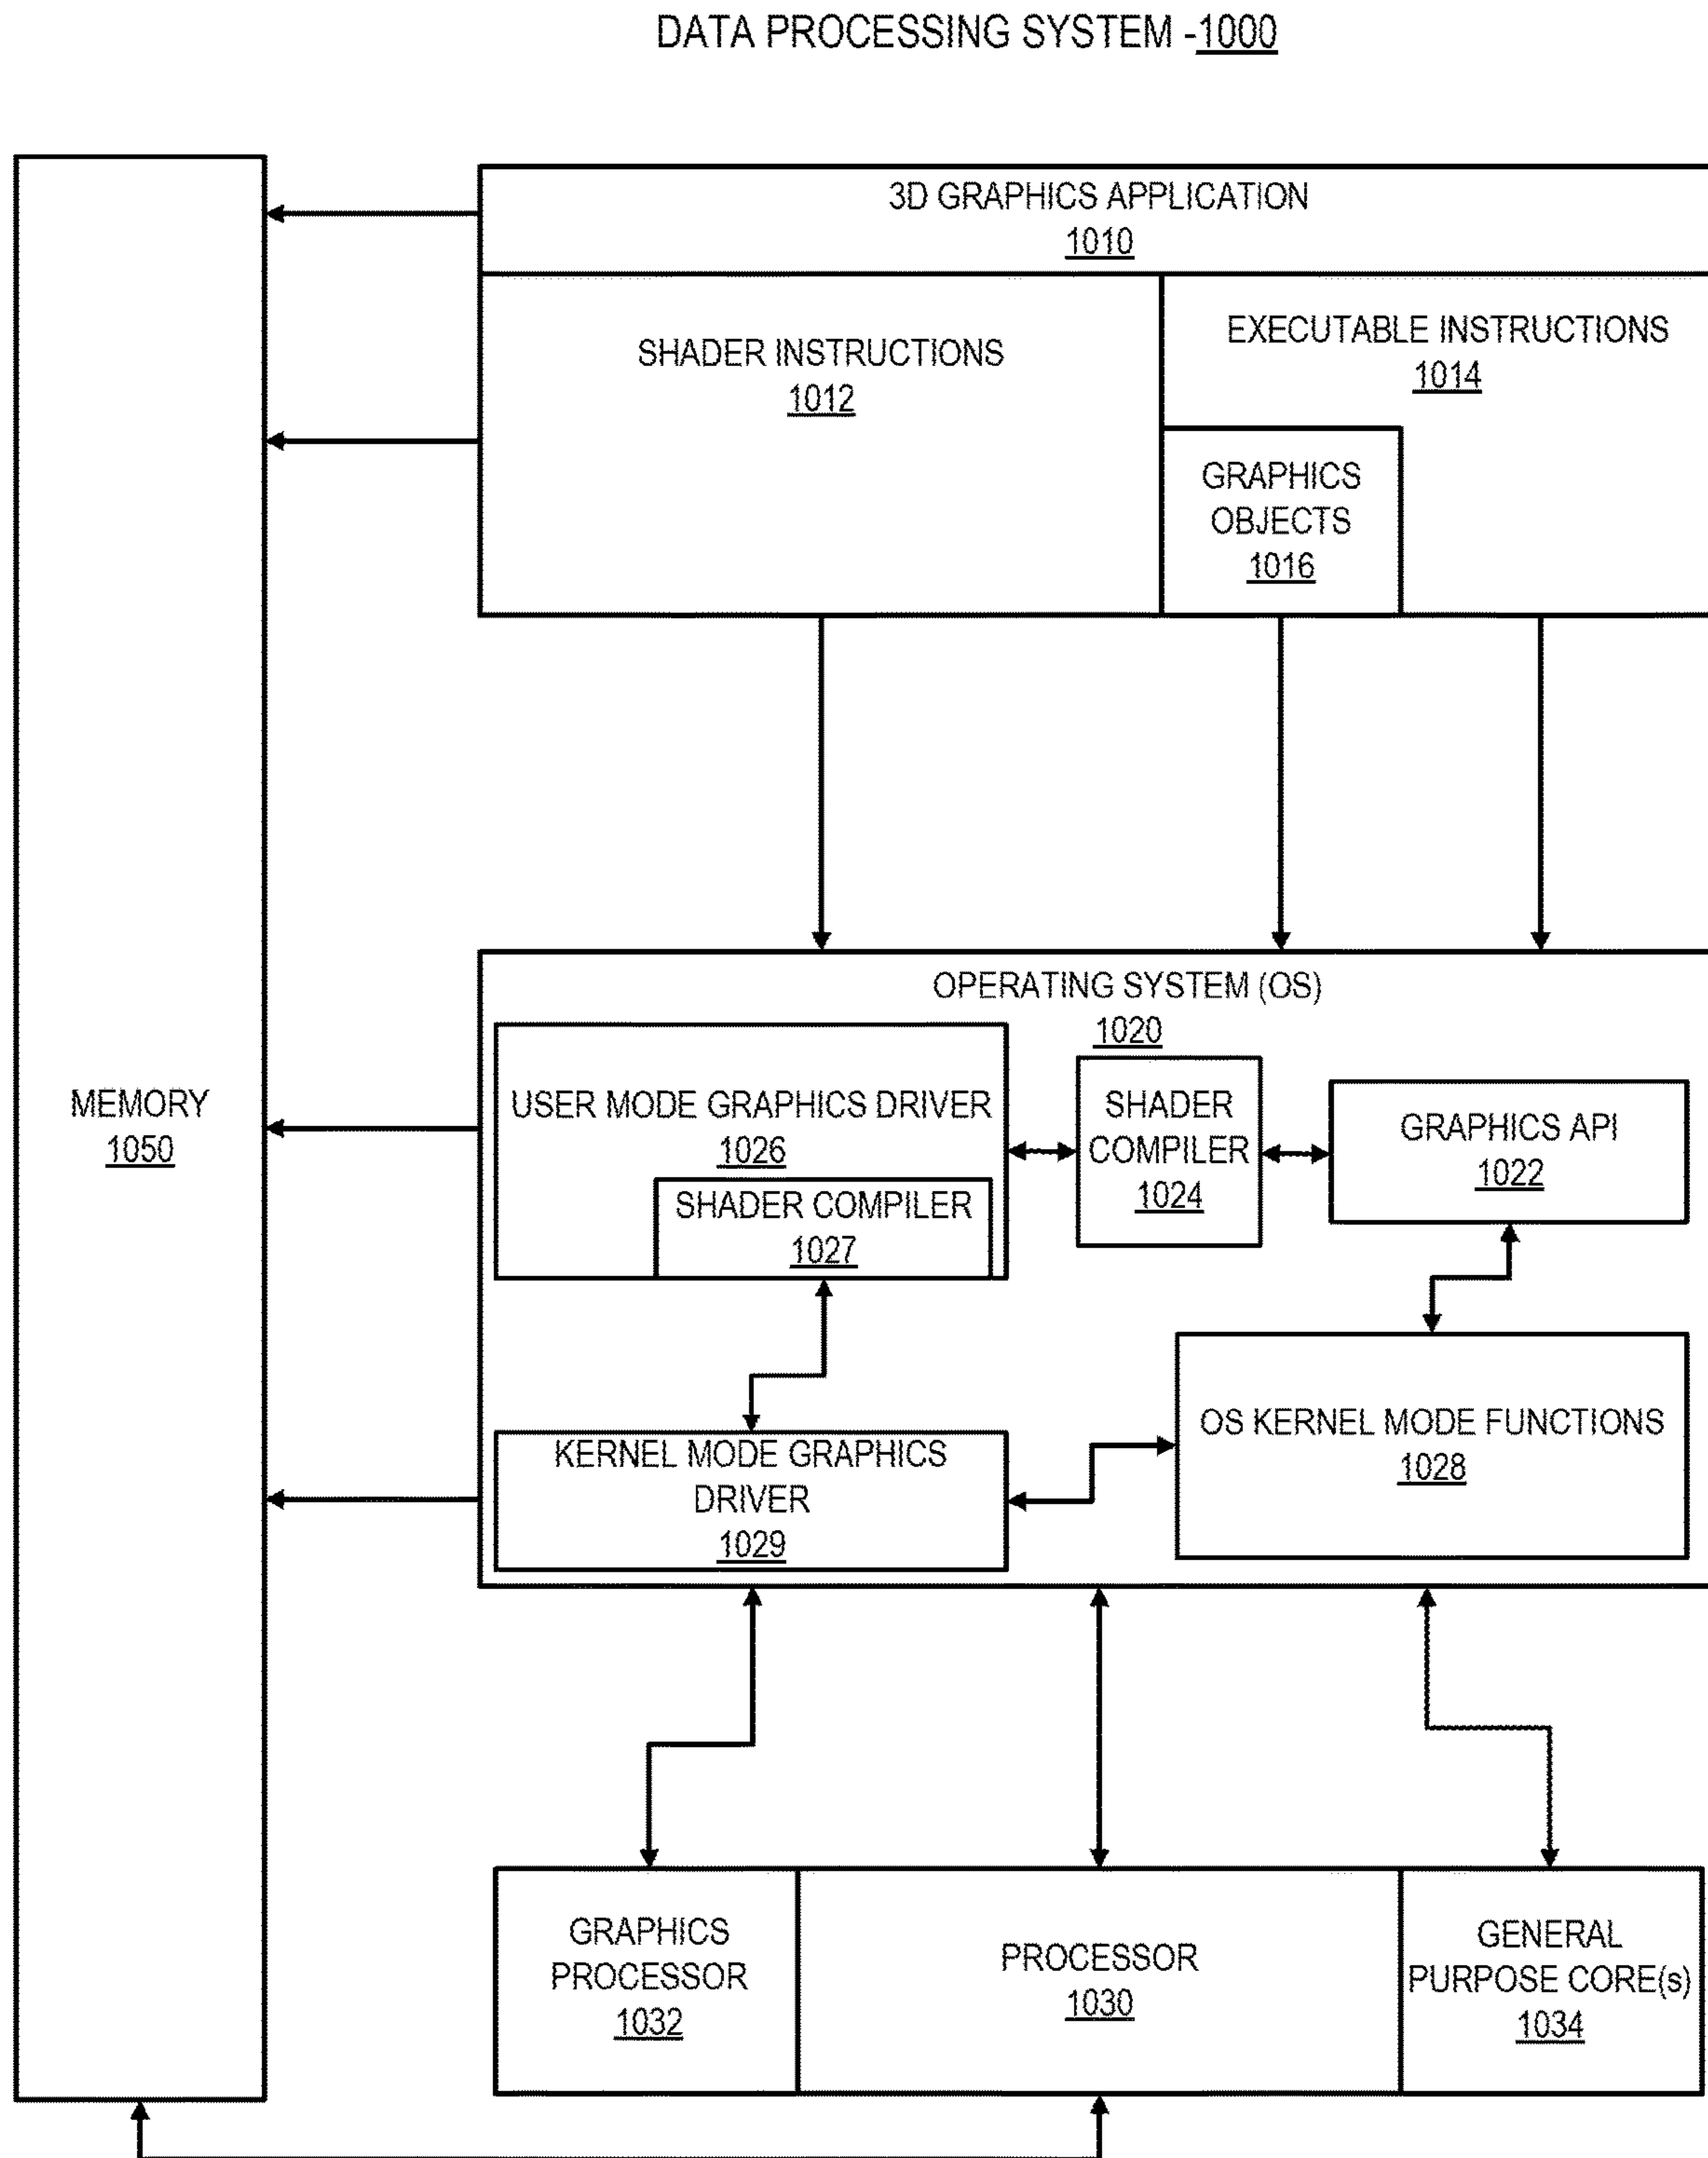 DATA PROCESSING SYSTEM -1000
3D GRAPHICS APPLICATION
1010
SHADER INSTRUCTIONS
1012
EXECUTABLE INSTRUCTIONS
1014
GRAPHICS
OBJECTS
1016
MEMORY
1050
OPERATING SYSTEM (OS)
1020
USER MODE GRAPHICS DRIVER
1026
SHADER COMPILER
1027
SHADER
COMPILER
1024
GRAPHICS API
1022
KERNEL MODE GRAPHICS
DRIVER
1029
OS KERNEL MODE FUNCTIONS
1028
GRAPHICS
PROCESSOR
1032
PROCESSOR
1030
GENERAL
PURPOSE CORE(s)
1034